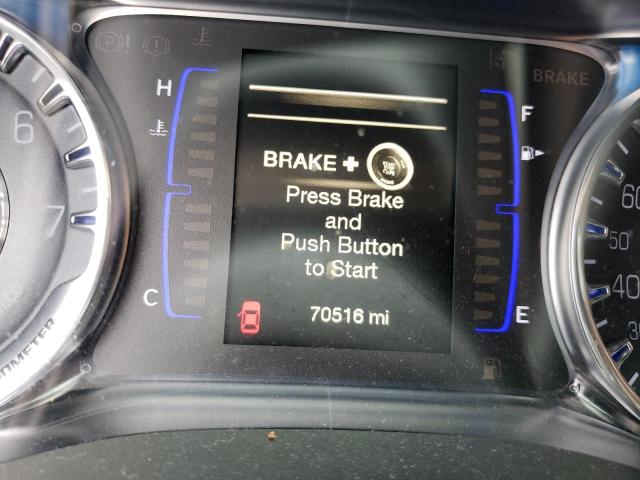 BRAKE
H
F
6
BRAKE +
60
7
Press Brake
and
Push Button
to Start
50
40
C
70516 mi
E